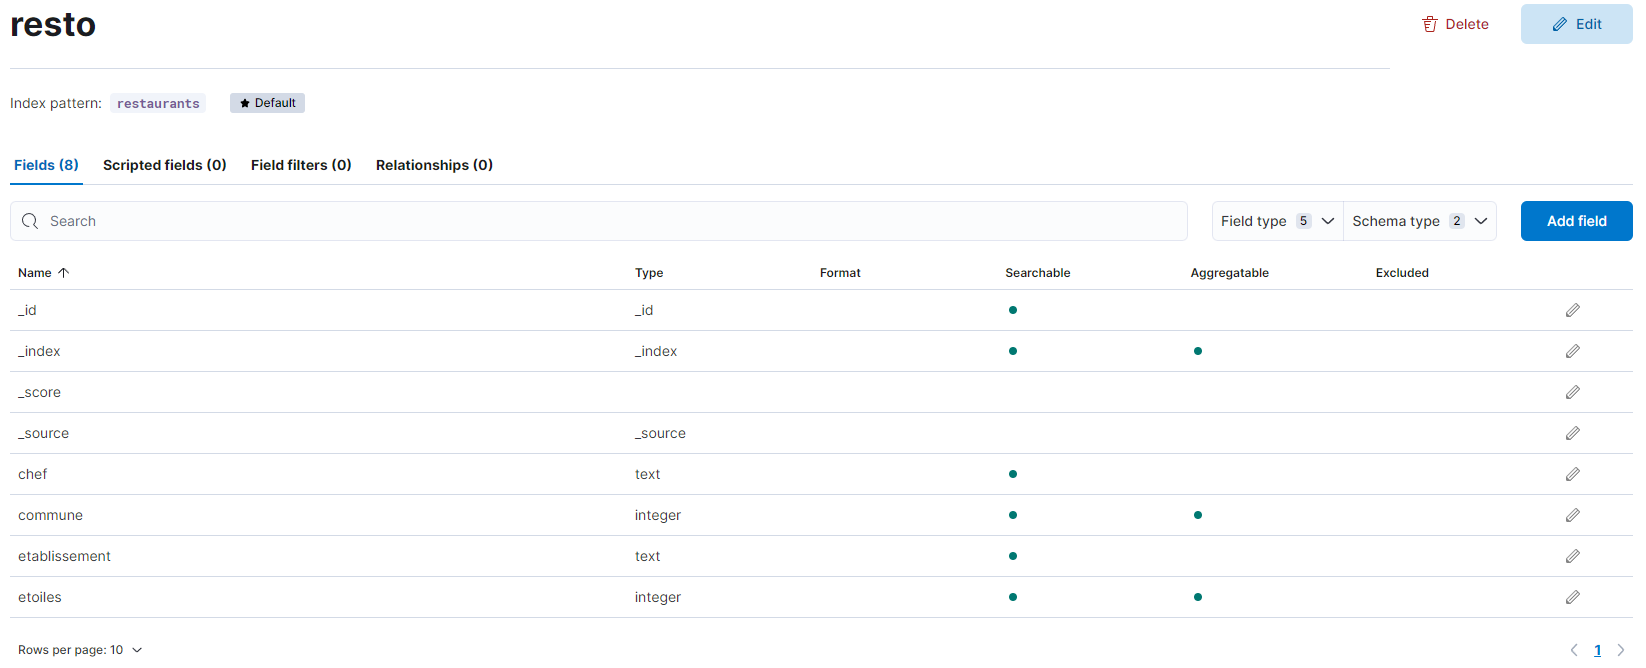 resto
Delete
Edit
Index pattern: restaurants Default
Fields (8) Scripted fields (0) Field filters (0) Relationships (0)
Search
Field type 5
Schema type 2
Add field
Name Type Format Searchable Aggregatable Excluded
_id _id
_index _index
_score
_source _source
chef text
commune integer
etablissement text
etoiles integer
Rows per page: 10
1